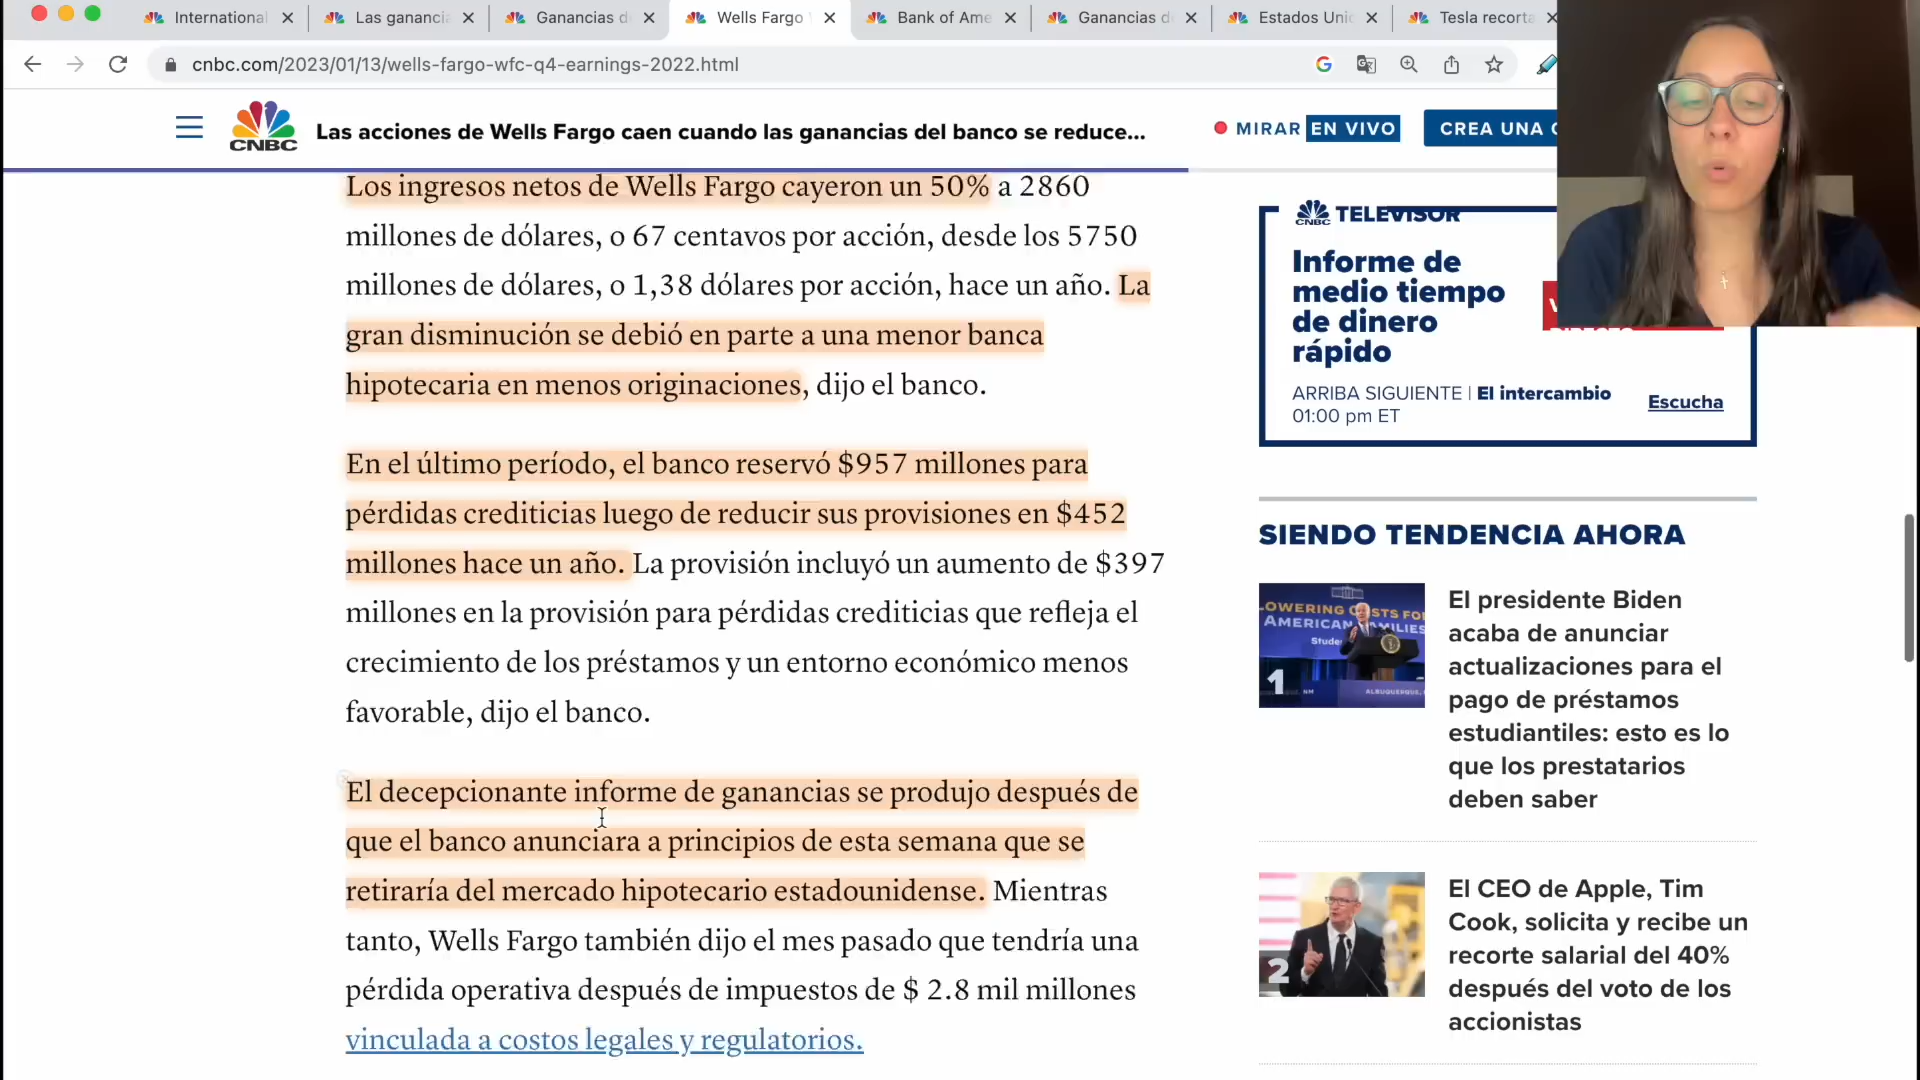 International
Las ganancia
Ganancias d
Wells Fargo
Bank of Ame
Ganancias d
Estados Unid
Tesla recorta
cnbc.com/2023/01/13/wells-fargo-wfc-q4-earnings-2022.html
CNBC
Las acciones de Wells Fargo caen cuando las ganancias del banco se reduce...
MIRAR EN VIVO
CREA UNA
Los ingresos netos de Wells Fargo cayeron un 50% a 2860
millones de dólares, o 67 centavos por acción, desde los 5750
millones de dólares, o 1,38 dólares por acción, hace un año. La
gran disminución se debió en parte a una menor banca
hipotecaria en menos originaciones, dijo el banco.
En el último período, el banco reservó $957 millones para
pérdidas crediticias luego de reducir sus provisiones en $452
millones hace un año. La provisión incluyó un aumento de $397
millones en la provisión para pérdidas crediticias que refleja el
crecimiento de los préstamos y un entorno económico menos
favorable, dijo el banco.
El decepcionante informe de ganancias se produjo después de
que el banco anunciara a principios de esta semana que se
retiraría del mercado hipotecario estadounidense. Mientras
tanto, Wells Fargo también dijo el mes pasado que tendría una
pérdida operativa después de impuestos de $ 2.8 mil millones
vinculada a costos legales y regulatorios.
CNBC TELEVISOR
Informe de
medio tiempo
de dinero
rápido
ARRIBA SIGUIENTE | El intercambio
01:00 pm ET
Escucha
SIENDO TENDENCIA AHORA
LOWERING COSTS FOR
AMERICAN FAMILIES
1
ALBUQUERQUE,
El presidente Biden
acaba de anunciar
actualizaciones para el
pago de préstamos
estudiantiles: esto es lo
que los prestatarios
deben saber
2
El CEO de Apple, Tim
Cook, solicita y recibe un
recorte salarial del 40%
después del voto de los
accionistas